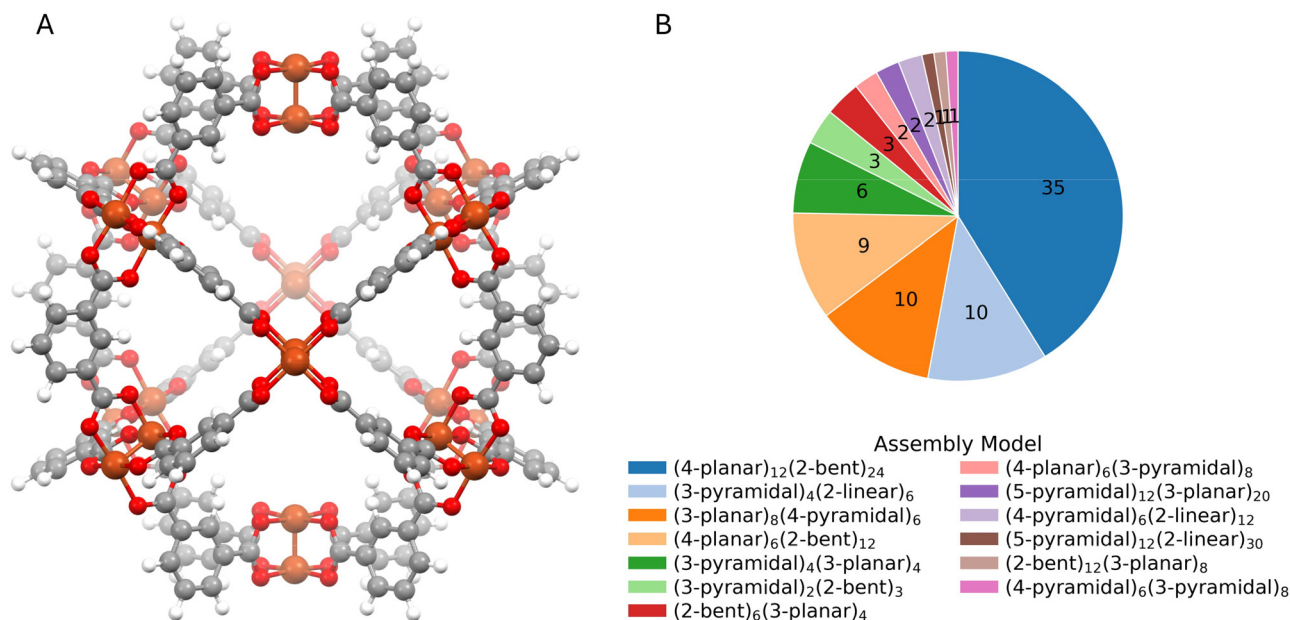 A
B
35
10
10
9
6
3
3
2
2
2
1
1
1
Assembly Model
(4-planar)₁₂(2-bent)₂₄
(3-pyramidal)₄(2-linear)₆
(3-planar)₈(4-pyramidal)₆
(4-planar)₆(2-bent)₁₂
(3-pyramidal)₄(3-planar)₄
(3-pyramidal)₂(2-bent)₃
(2-bent)₆(3-planar)₄
(4-planar)₆(3-pyramidal)₈
(5-pyramidal)₁₂(3-planar)₂₀
(4-pyramidal)₆(2-linear)₁₂
(5-pyramidal)₁₂(2-linear)₃₀
(2-bent)₁₂(3-planar)₈
(4-pyramidal)₆(3-pyramidal)₈